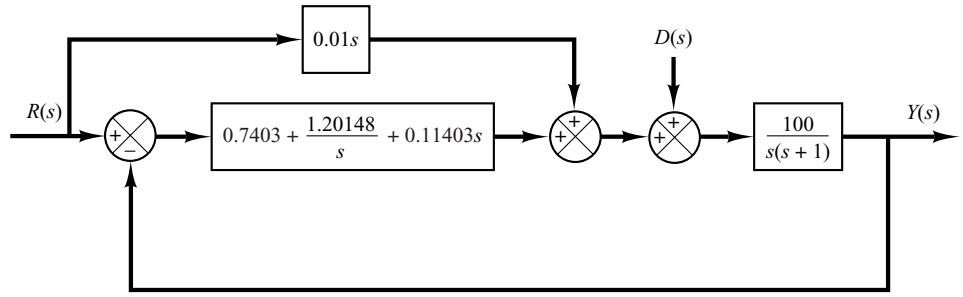 0.01s
D(s)
R(s)
Y(s)
+
−
0.7403 + 1.20148/s + 0.11403s
+
+
+
+
100/s(s + 1)